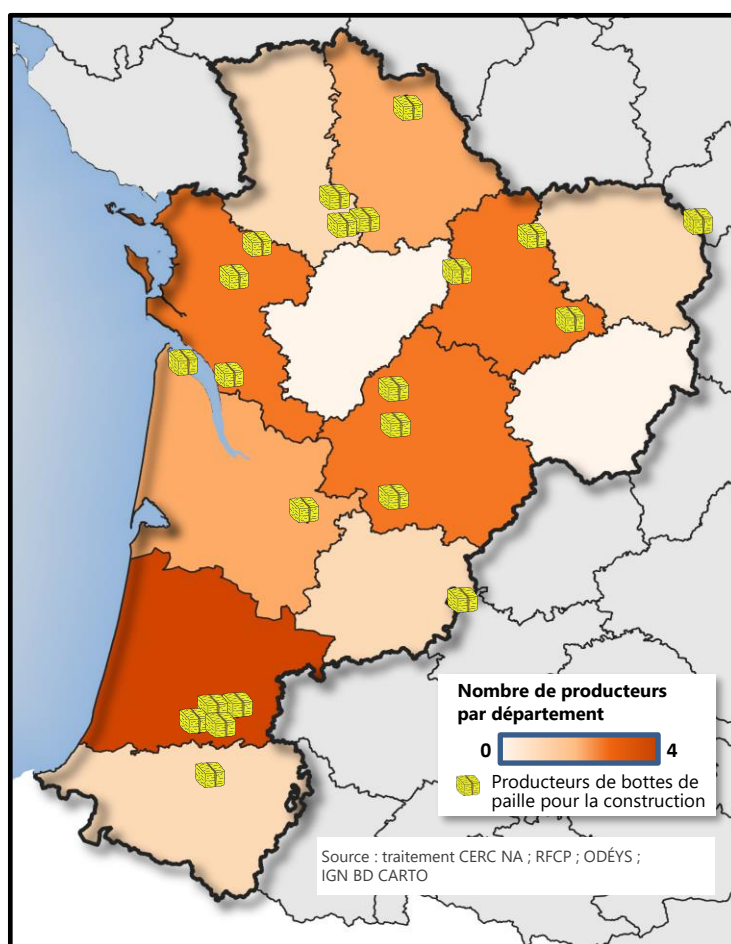 Nombre de producteurs
par département
0 4
Producteurs de bottes de
paille pour la construction
Source : traitement CERC NA ; RFCP ; ODÉYS ;
IGN BD CARTO